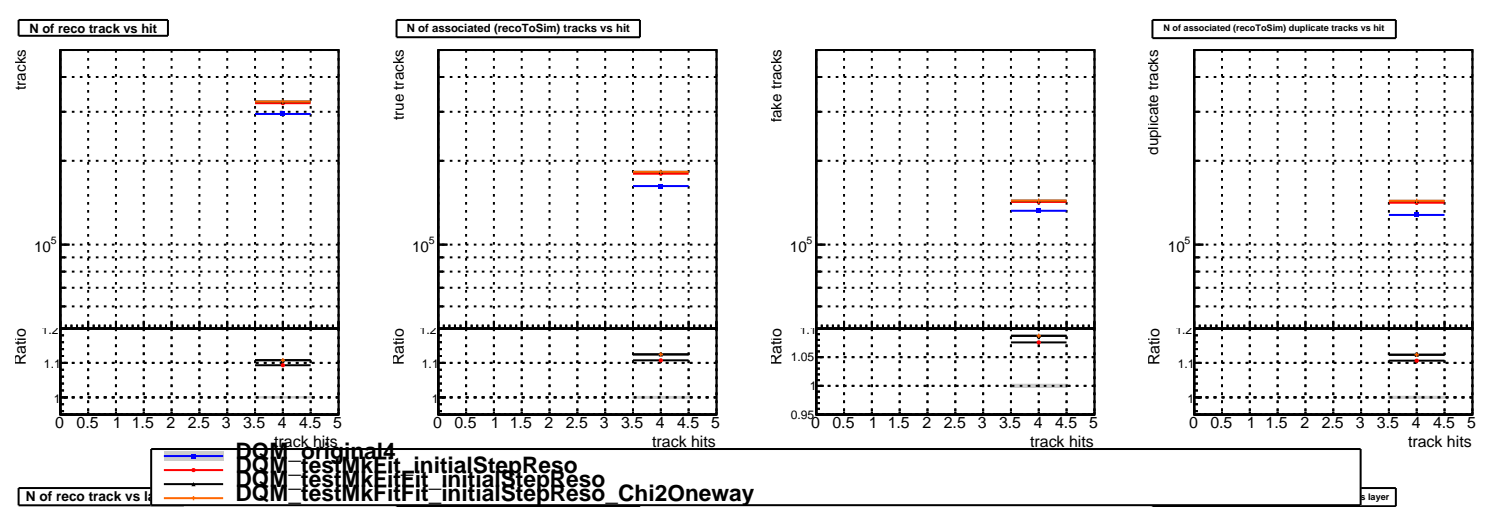 N of reco track vs hit
N of associated (recoToSim) tracks vs hit
N of associated (recoToSim) duplicate tracks vs hit
tracks
10^5
Ratio
1.2
1.1
1
0 0.5 1 1.5 2 2.5 3 3.5 4 4.5 5
track hits
true tracks
10^5
Ratio
1.2
1.1
1
0 0.5 1 1.5 2 2.5 3 3.5 4 4.5 5
track hits
fake tracks
10^5
Ratio
1.1
1.05
1
0.95
0 0.5 1 1.5 2 2.5 3 3.5 4 4.5 5
track hits
duplicate tracks
10^5
Ratio
1.2
1.1
1
0 0.5 1 1.5 2 2.5 3 3.5 4 4.5 5
track hits
DQM_original4
DQM_testMkFit_initialStepReso
DQM_testMkFitFit_initialStepReso
DQM_testMkFitFit_initialStepReso_Chi2Oneway
N of reco track vs la
s layer